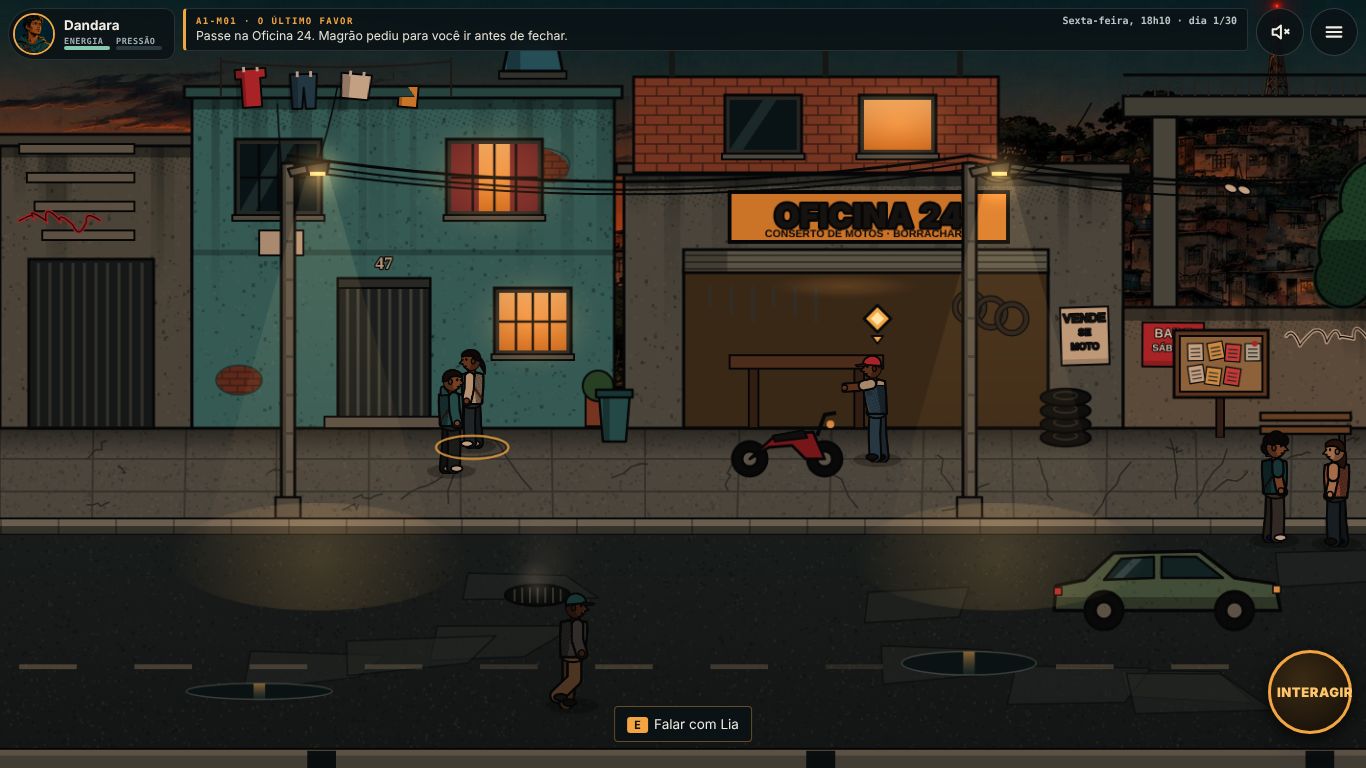 Dandara
ENERGIA PRESSÃO
A1-M01 · O ÚLTIMO FAVOR
Passe na Oficina 24. Magrão pediu para você ir antes de fechar.
Sexta-feira, 18h10 · dia 1/30
47
OFICINA 24
CONSERTO DE MOTOS · BORRACHAR
VENDE
SE
MOTO
BA
SÁB
INTERAGIR
E Falar com Lia